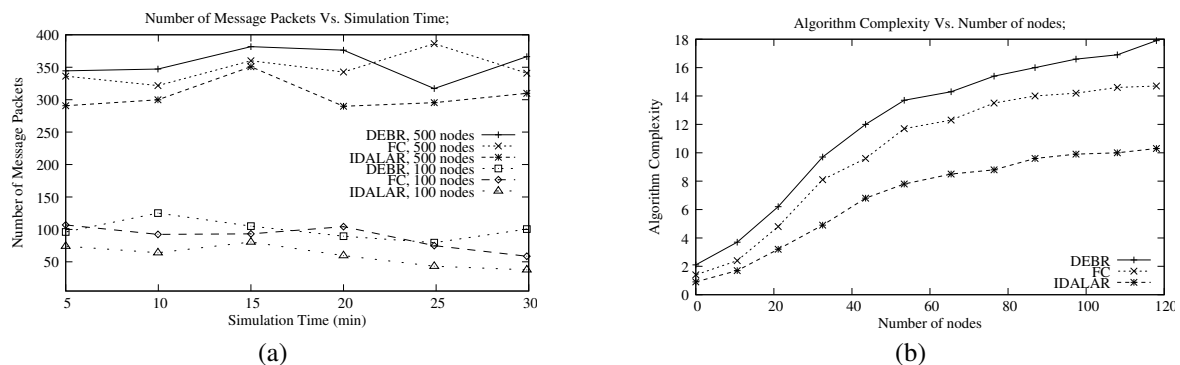 Number of Message Packets Vs. Simulation Time;
400
350
300
250
200
150
100
50
Number of Message Packets
DEBR, 500 nodes
FC, 500 nodes
IDALAR, 500 nodes
DEBR, 100 nodes
FC, 100 nodes
IDALAR, 100 nodes
5 10 15 20 25 30
Simulation Time (min)
(a)
Algorithm Complexity Vs. Number of nodes;
18
16
14
12
10
8
6
4
2
0
Algorithm Complexity
DEBR
FC
IDALAR
0 20 40 60 80 100 120
Number of nodes
(b)